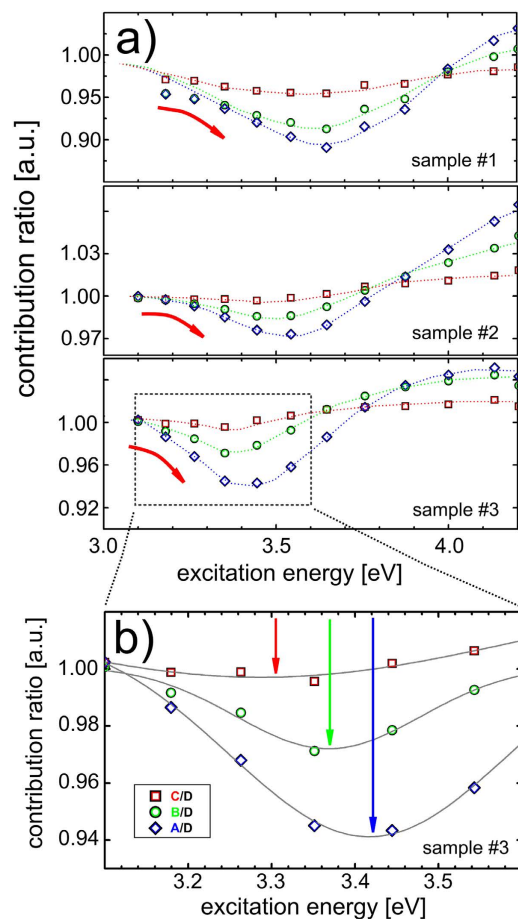 a)
contribution ratio [a.u.]
1.00
0.95
0.90
sample #1
1.03
1.00
0.97
sample #2
1.00
0.96
0.92
sample #3
3.0 3.5 4.0
excitation energy [eV]
b)
contribution ratio [a.u.]
1.00
0.98
0.96
0.94
C/D
B/D
A/D
sample #3
3.2 3.3 3.4 3.5
excitation energy [eV]